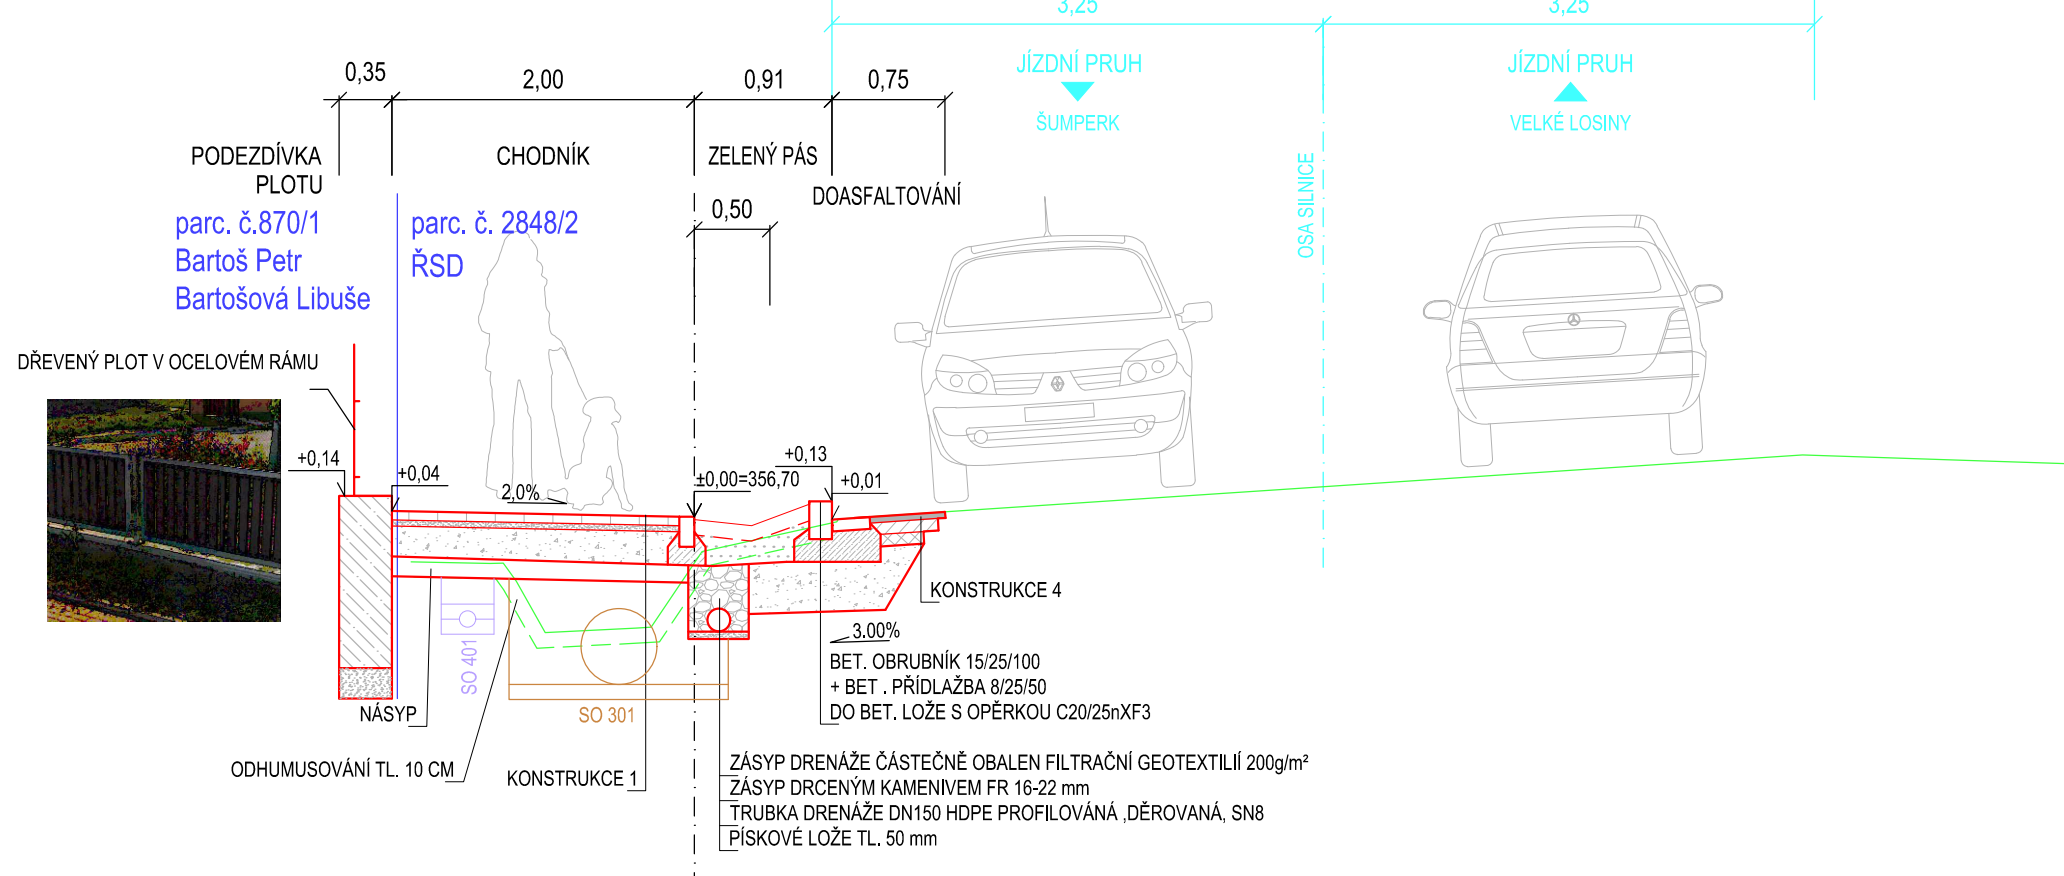 3,25
3,25
JÍZDNÍ PRUH
JÍZDNÍ PRUH
ŠUMPERK
VELKÉ LOSINY
OSA SILNICE
0,35
2,00
0,91
0,75
PODEZDÍVKA
PLOTU
CHODNÍK
ZELENÝ PÁS
DOASFALTOVÁNÍ
0,50
parc. č.870/1
Bartoš Petr
Bartošová Libuše
parc. č. 2848/2
ŘSD
DŘEVENÝ PLOT V OCELOVÉM RÁMU
+0,14
+0,04
2,0%
±0,00=356,70
+0,13
+0,01
KONSTRUKCE 4
3.00%
BET. OBRUBNÍK 15/25/100
+ BET . PŘÍDLAŽBA 8/25/50
DO BET. LOŽE S OPĚRKOU C20/25nXF3
SO 401
SO 301
NÁSYP
ODHUMUSOVÁNÍ TL. 10 CM
KONSTRUKCE 1
ZÁSYP DRENÁŽE ČÁSTEČNĚ OBALEN FILTRAČNÍ GEOTEXTILIÍ 200g/m²
ZÁSYP DRCENÝM KAMENIVEM FR 16-22 mm
TRUBKA DRENÁŽE DN150 HDPE PROFILOVÁNÁ ,DĚROVANÁ, SN8
PÍSKOVÉ LOŽE TL. 50 mm